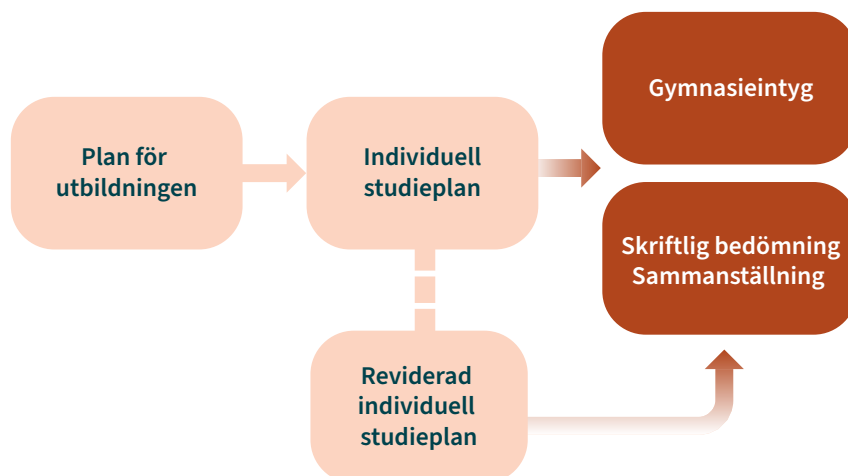 Plan för
utbildningen
Individuell
studieplan
Gymnasieintyg
Skriftlig bedömning
Sammanställning
Reviderad
individuell
studieplan